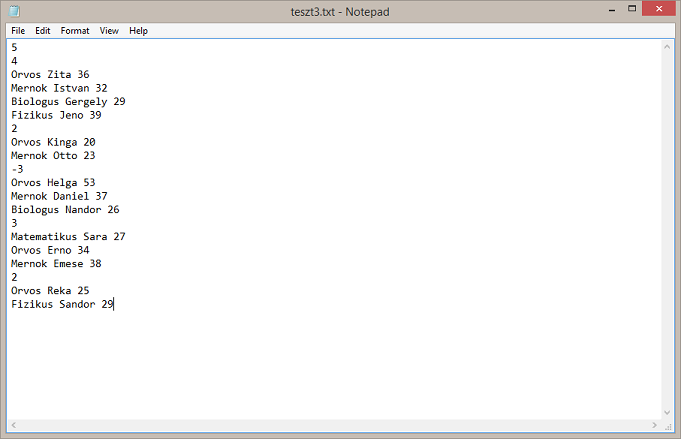 teszt3.txt - Notepad
File Edit Format View Help
5
4
Orvos Zita 36
Mernok Istvan 32
Biologus Gergely 29
Fizikus Jeno 39
2
Orvos Kinga 20
Mernok Otto 23
-3
Orvos Helga 53
Mernok Daniel 37
Biologus Nandor 26
3
Matematikus Sara 27
Orvos Erno 34
Mernok Emese 38
2
Orvos Reka 25
Fizikus Sandor 29